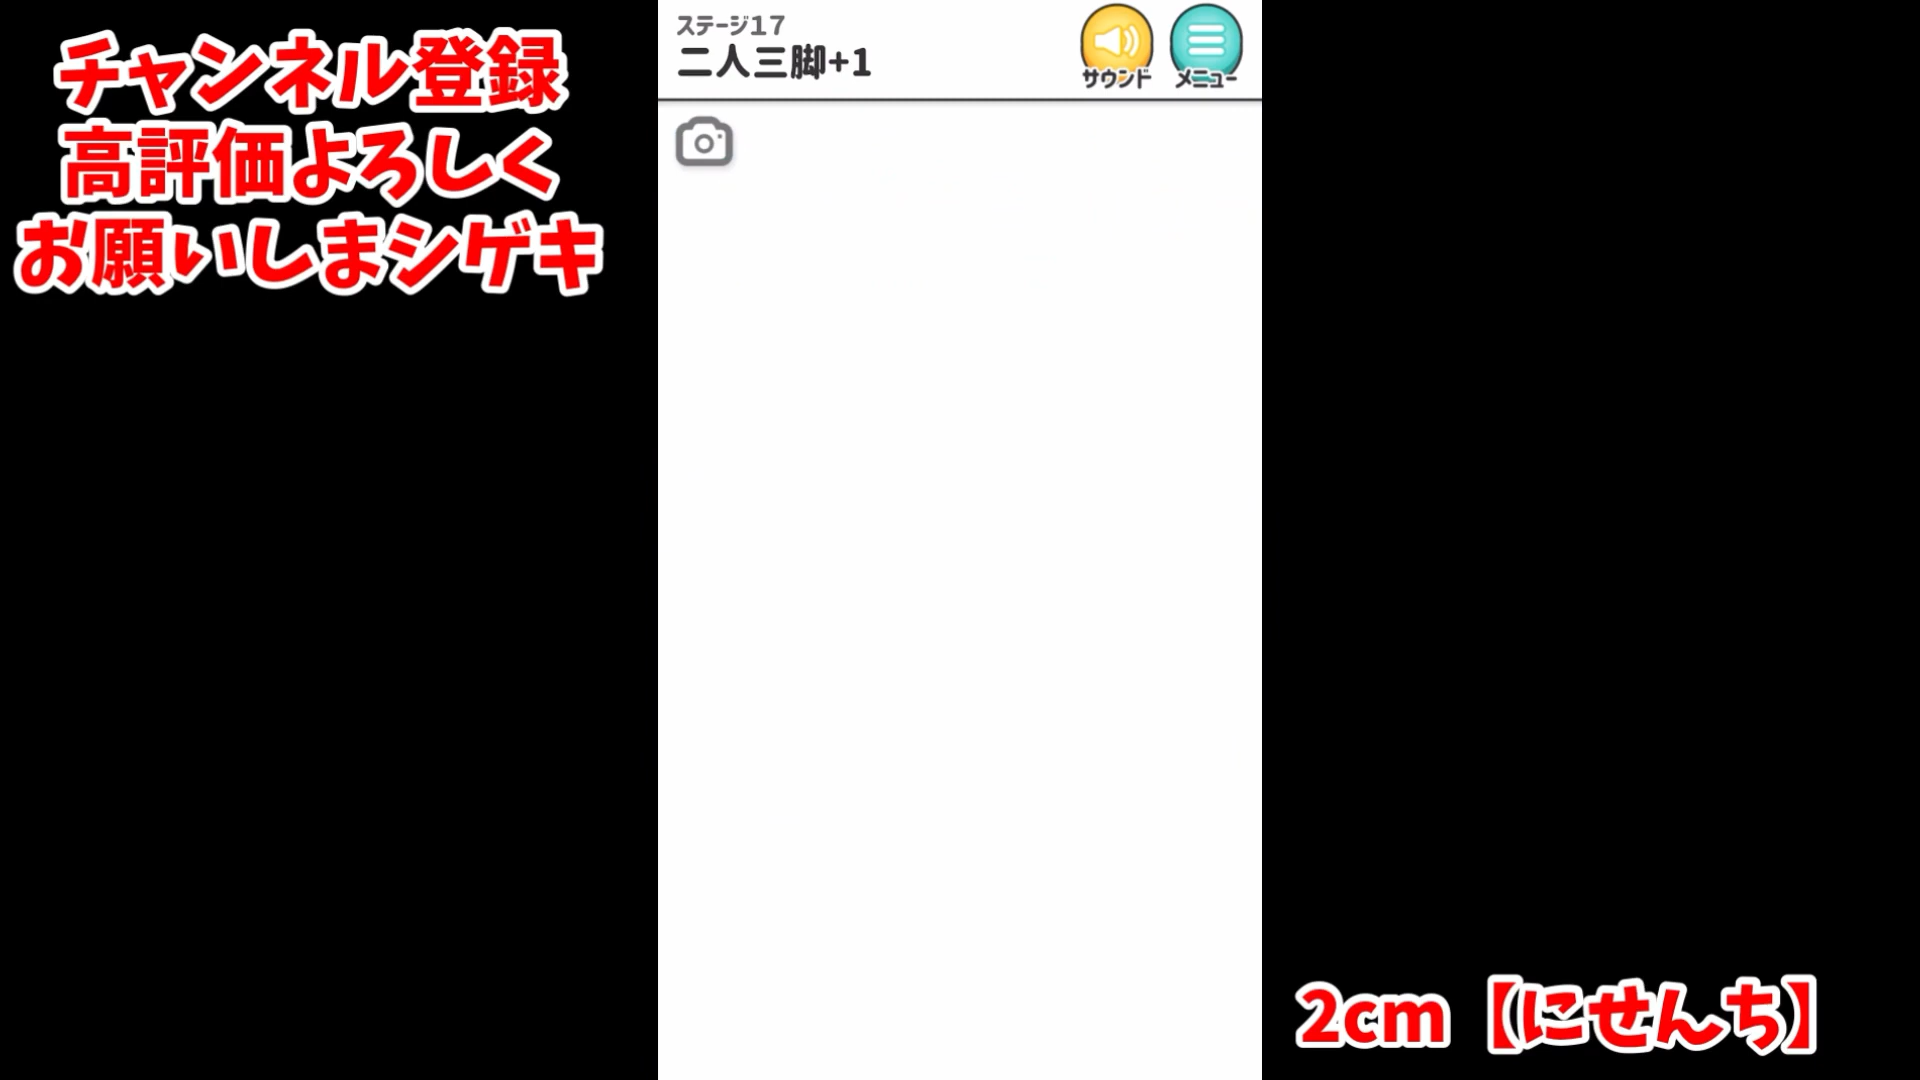 チャンネル登録
高評価よろしく
お願いしまシゲキ
ステージ17
二人三脚+1
サウンド
メニュー
2cm【にせんち】